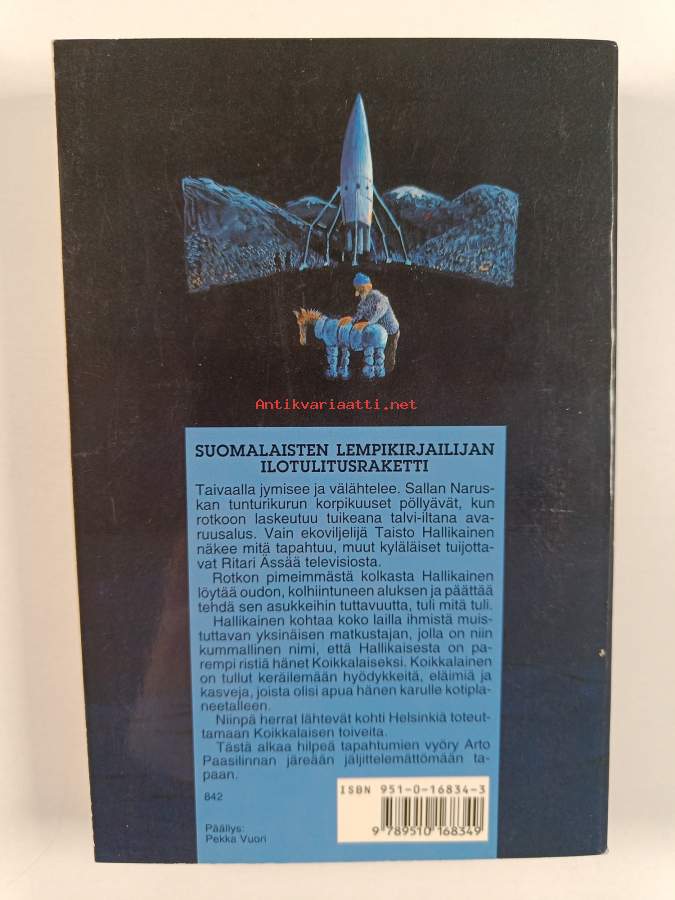 Antikvariaatti.net
SUOMALAISTEN LEMPIKIRJAILIJAN
ILOTULITUSRAKETTI
Taivaalla jymisee ja välähtelee. Sallan Narus-
kan tunturikurun korpikuuset pöllyävät, kun
rotkoon laskeutuu tuikeana talvi-iltana ava-
ruusalus. Vain ekoviljelijä Taisto Hallikainen
näkee mitä tapahtuu, muut kyläläiset tuijotta-
vat Ritari Ässää televisiosta.
Rotkon pimeimmästä kolkasta Hallikainen
löytää oudon, kolhiintuneen aluksen ja päättää
tehdä sen asukkeihin tuttavuutta, tuli mitä tuli.
Hallikainen kohtaa koko lailla ihmistä muis-
tuttavan yksinäisen matkustajan, jolla on niin
kummallinen nimi, että Hallikaisesta on pa-
rempi ristiä hänet Koikkalaiseksi. Koikkalainen
on tullut keräilemään hyödykkeitä, eläimiä ja
kasveja, joista olisi apua hänen karulle kotipla-
neetalleen.
Niinpä herrat lähtevät kohti Helsinkiä toteut-
tamaan Koikkalaisen toiveita.
Tästä alkaa hilpeä tapahtumien vyöry Arto
Paasilinnan järeään jäljittelemättömään ta-
paan.
842
ISBN 951-0-16834-3
Päällys:
Pekka Vuori
9 789510 168349